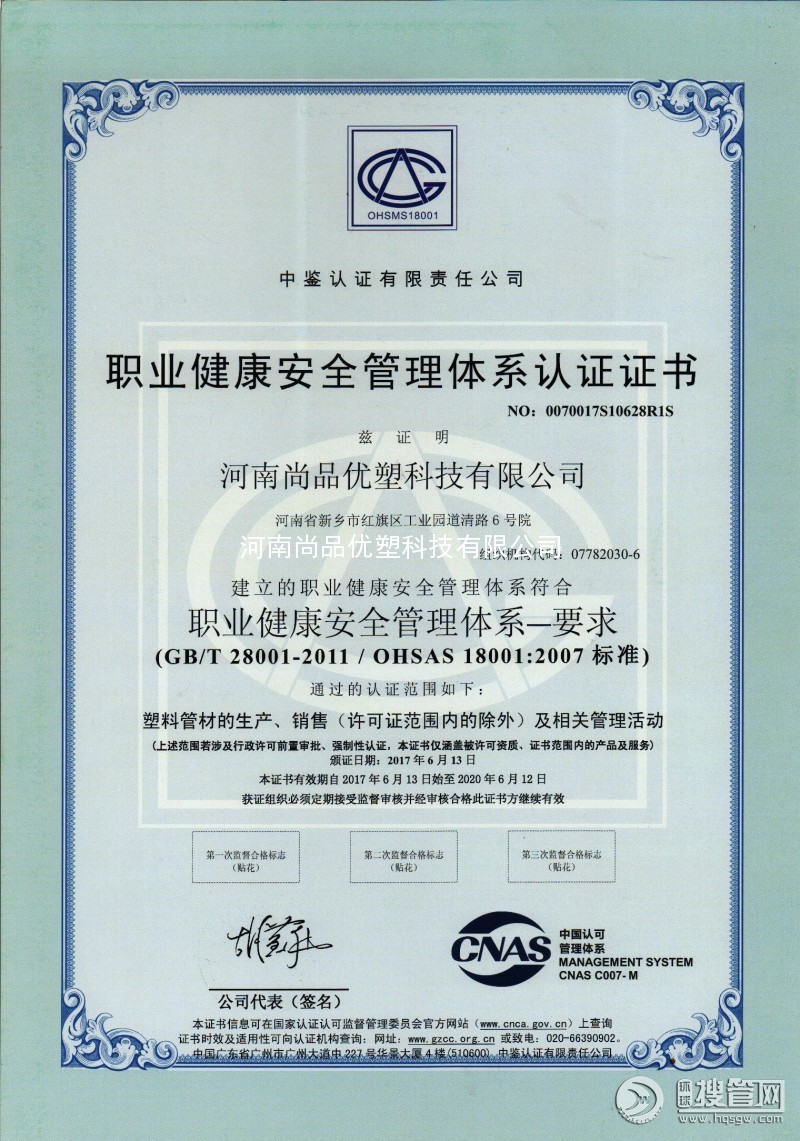 OHSMS18001
中鉴认证有限责任公司
职业健康安全管理体系认证证书
NO：0070017S10628R1S
兹 证 明
河南尚品优塑科技有限公司
河南省新乡市红旗区工业园道清路6号院
河南尚品优塑科技有限公司
组织机构代码：07782030-6
建立的职业健康安全管理体系符合
职业健康安全管理体系—要求
(GB/T 28001-2011 / OHSAS 18001:2007 标准)
通过的认证范围如下：
塑料管材的生产、销售（许可证范围内的除外）及相关管理活动
(上述范围若涉及行政许可前置审批、强制性认证，本证书仅涵盖被许可资质、证书范围内的产品及服务)
颁证日期：2017 年 6 月 13 日
本证书有效期自 2017 年 6 月 13 日始至 2020 年 6 月 12 日
获证组织必须定期接受监督审核并经审核合格此证书方继续有效
第一次监督合格标志
（贴花）
第二次监督合格标志
（贴花）
第三次监督合格标志
（贴花）
CNAS
中国认可
管理体系
MANAGEMENT SYSTEM
CNAS C007-M
公司代表（签名）
本证书信息可在国家认证认可监督管理委员会官方网站（www.cnca.gov.cn）上查询
证书时效及适用性可向认证机构查询：网址：www.gzcc.org.cn 或致电：020-66390902。
中国广东省广州市广州大道中227号华景大厦4楼(510600) 中鉴认证有限责任公司
环球搜管网
www.hqsgw.com